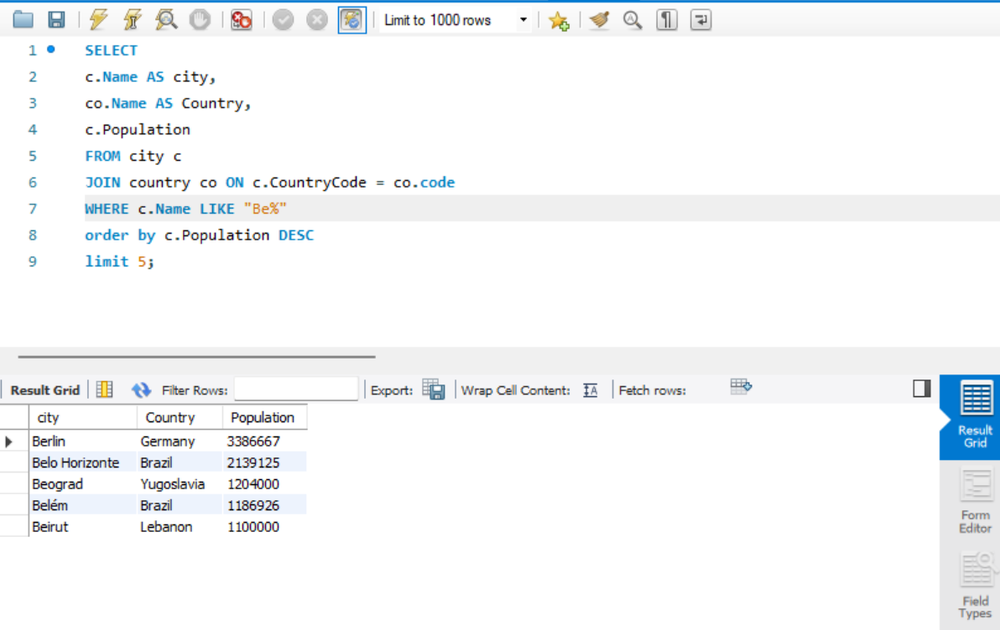 Limit to 1000 rows
1 SELECT
2 c.Name AS city,
3 co.Name AS Country,
4 c.Population
5 FROM city c
6 JOIN country co ON c.CountryCode = co.code
7 WHERE c.Name LIKE "Be%"
8 order by c.Population DESC
9 limit 5;
Result Grid Filter Rows: Export: Wrap Cell Content: Fetch rows:
city Country Population
Berlin Germany 3386667
Belo Horizonte Brazil 2139125
Beograd Yugoslavia 1204000
Belém Brazil 1186926
Beirut Lebanon 1100000
Result
Grid
Form
Editor
Field
Types